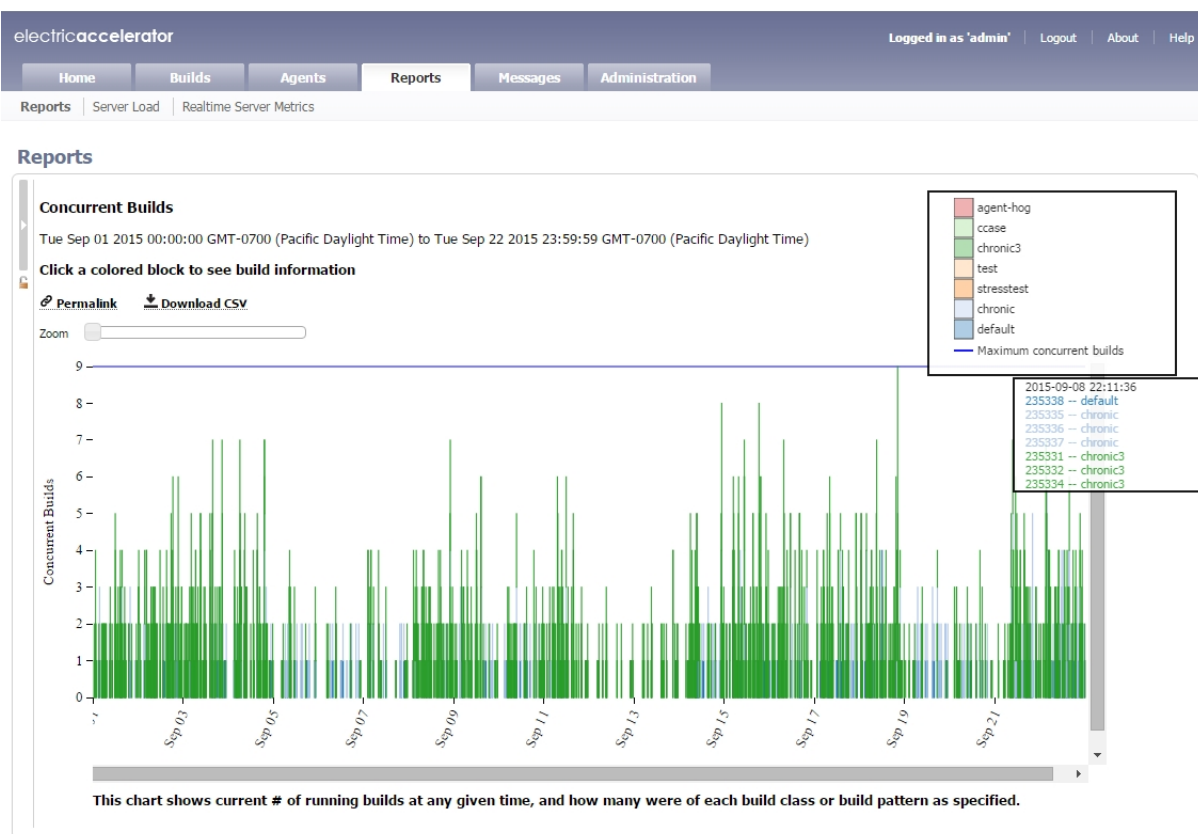 electricaccelerator
Logged in as 'admin' Logout About Help
Home Builds Agents Reports Messages Administration
Reports Server Load Realtime Server Metrics
Reports
Concurrent Builds
Tue Sep 01 2015 00:00:00 GMT-0700 (Pacific Daylight Time) to Tue Sep 22 2015 23:59:59 GMT-0700 (Pacific Daylight Time)
Click a colored block to see build information
Permalink Download CSV
Zoom
agent-hog
ccase
chronic3
test
stresstest
chronic
default
Maximum concurrent builds
2015-09-08 22:11:36
235338 -- default
235335 -- chronic
235336 -- chronic
235337 -- chronic
235331 -- chronic3
235332 -- chronic3
235334 -- chronic3
Concurrent Builds
9
8
7
6
5
4
3
2
1
0
Sep 03 Sep 05 Sep 07 Sep 09 Sep 11 Sep 13 Sep 15 Sep 17 Sep 19 Sep 21
This chart shows current # of running builds at any given time, and how many were of each build class or build pattern as specified.